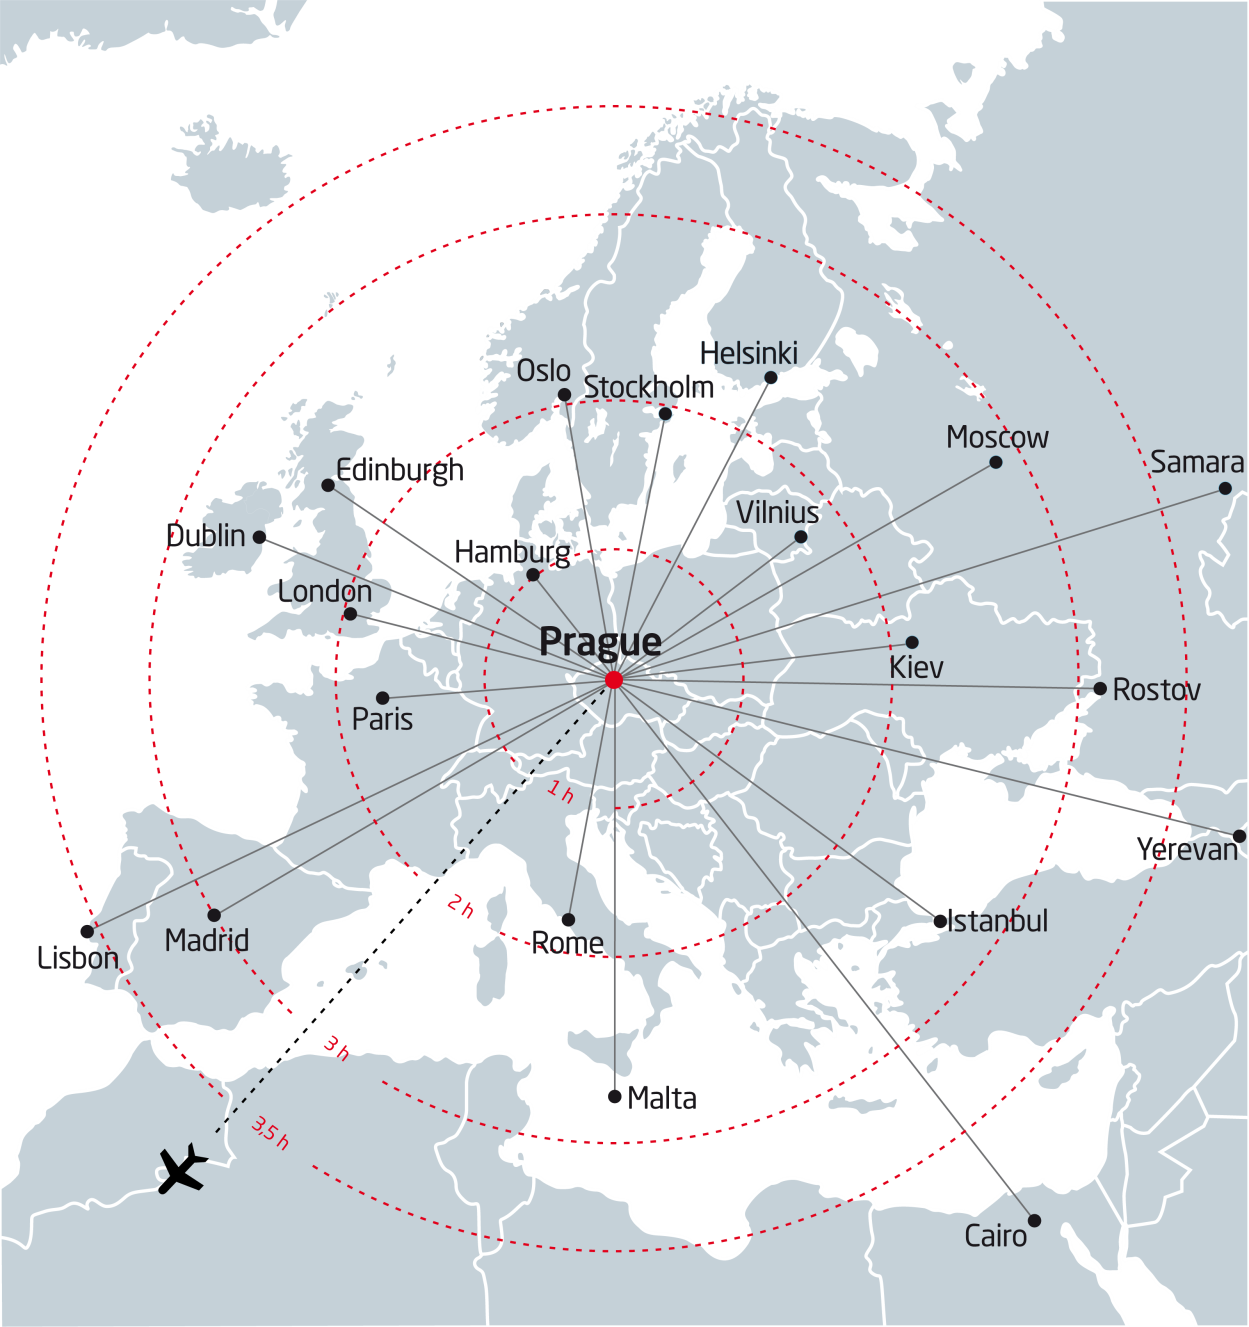 Helsinki
Oslo
Stockholm
Moscow
Samara
Edinburgh
Vilnius
Dublin
Hamburg
London
Prague
Kiev
Rostov
Paris
1 h
Yerevan
2 h
Istanbul
Madrid
Rome
Lisbon
3 h
Malta
3,5 h
Cairo